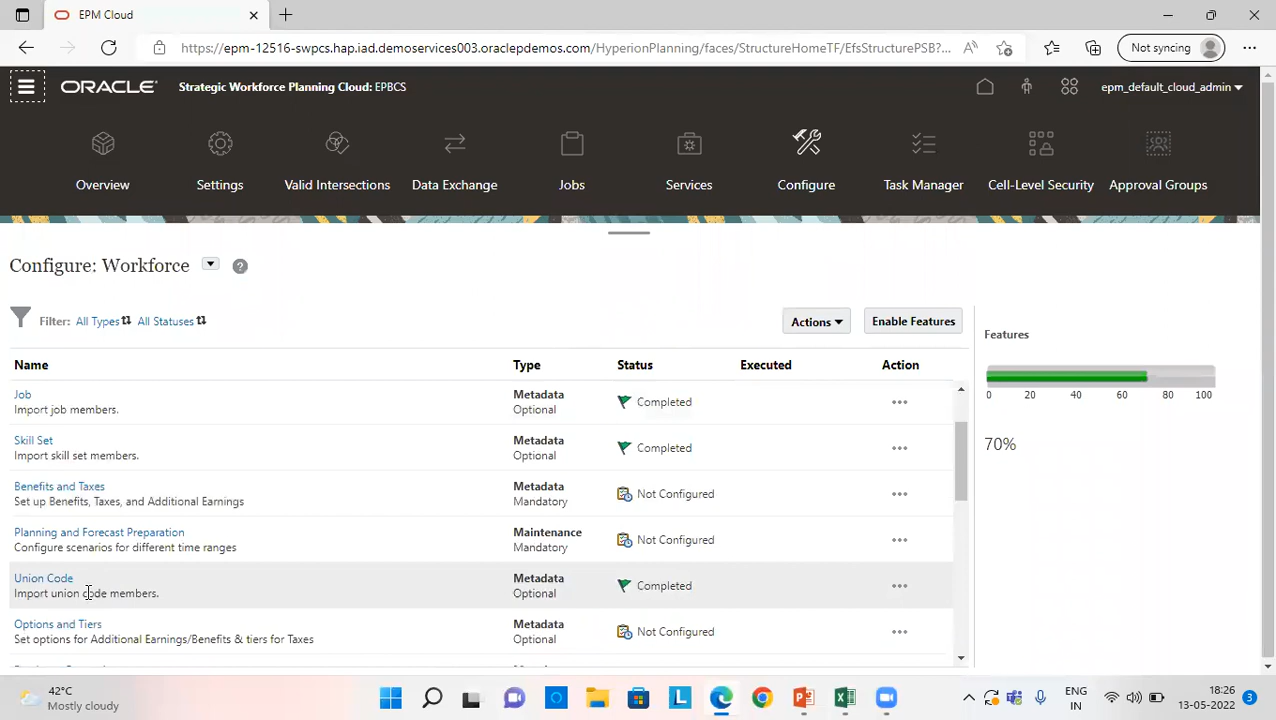 EPM Cloud
https://epm-12516-swpcs.hap.iad.demoservices003.oraclepdemos.com/HyperionPlanning/faces/StructureHomeTF/EfsStructurePSB?...
Not syncing
ORACLE
Strategic Workforce Planning Cloud: EPBCS
epm_default_cloud_admin
Overview
Settings
Valid Intersections
Data Exchange
Jobs
Services
Configure
Task Manager
Cell-Level Security
Approval Groups
Configure: Workforce
Filter: All Types All Statuses
Actions
Enable Features
Features
Name Type Status Executed Action
0 20 40 60 80 100
70%
Job Metadata
Import job members. Optional Completed
Skill Set Metadata
Import skill set members. Optional Completed
Benefits and Taxes Metadata
Set up Benefits, Taxes, and Additional Earnings Mandatory Not Configured
Planning and Forecast Preparation Maintenance
Configure scenarios for different time ranges Mandatory Not Configured
Union Code Metadata
Import union code members. Optional Completed
Options and Tiers Metadata
Set options for Additional Earnings/Benefits & tiers for Taxes Optional Not Configured
42°C
Mostly cloudy
ENG
IN
18:26
13-05-2022
3